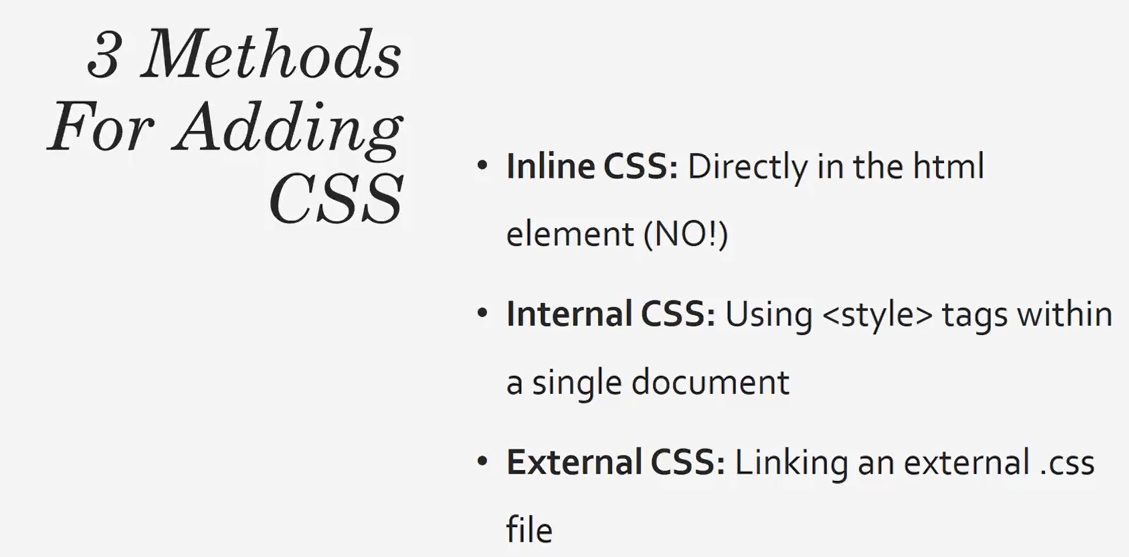 3 Methods
For Adding
CSS
• Inline CSS: Directly in the html
element (NO!)
• Internal CSS: Using <style> tags within
a single document
• External CSS: Linking an external .css
file